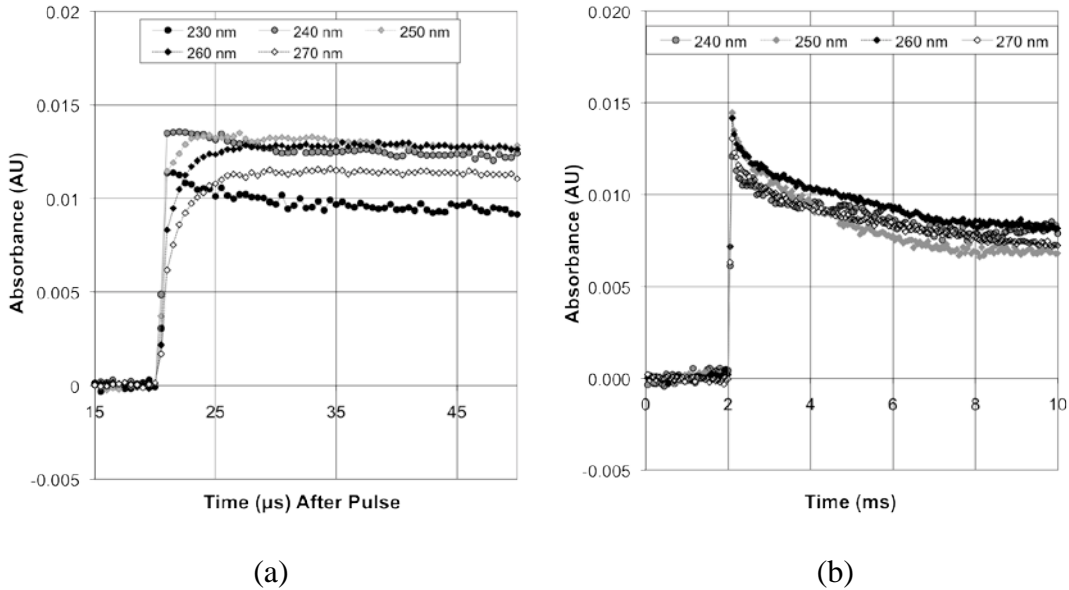 230 nm 240 nm 250 nm
260 nm 270 nm
0.02
0.015
0.01
0.005
0
-0.005
15 25 35 45
Absorbance (AU)
Time (µs) After Pulse
(a)
240 nm 250 nm 260 nm 270 nm
0.020
0.015
0.010
0.005
0.000
-0.005
0 2 4 6 8 10
Absorbance (AU)
Time (ms)
(b)